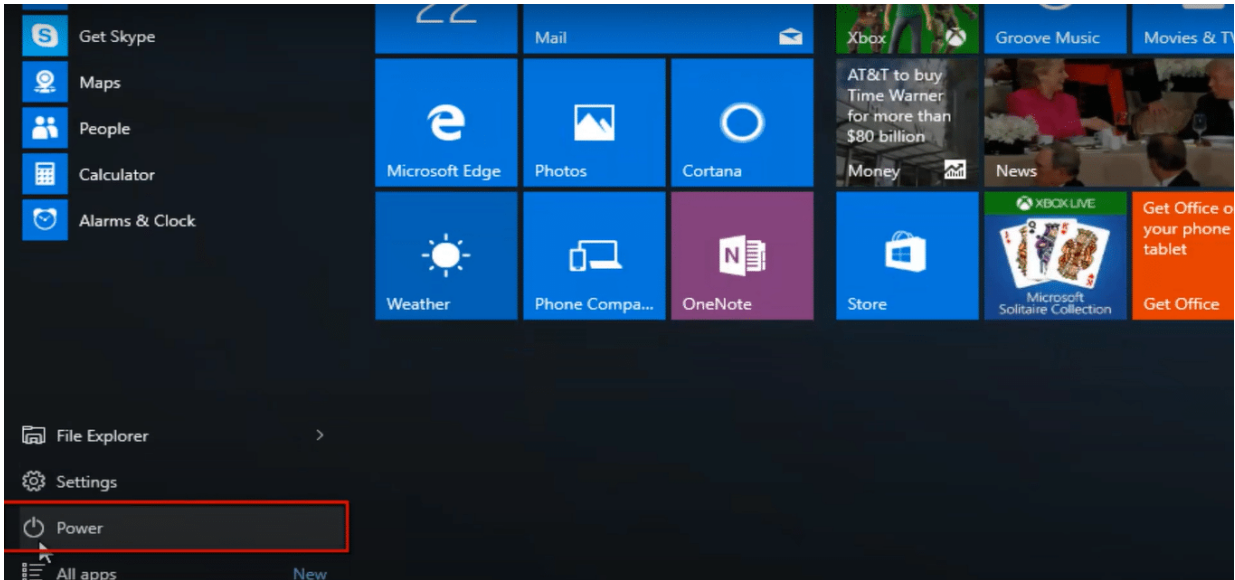 Get Skype
Maps
People
Calculator
Alarms & Clock
File Explorer
Settings
Power
All apps
New
22
Mail
Microsoft Edge
Photos
Cortana
Weather
Phone Compa...
OneNote
Xbox
Groove Music
Movies & TV
AT&T to buy
Time Warner
for more than
$80 billion
Money
News
Store
XBOX LIVE
Microsoft
Solitaire Collection
Get Office o
your phone
tablet
Get Office